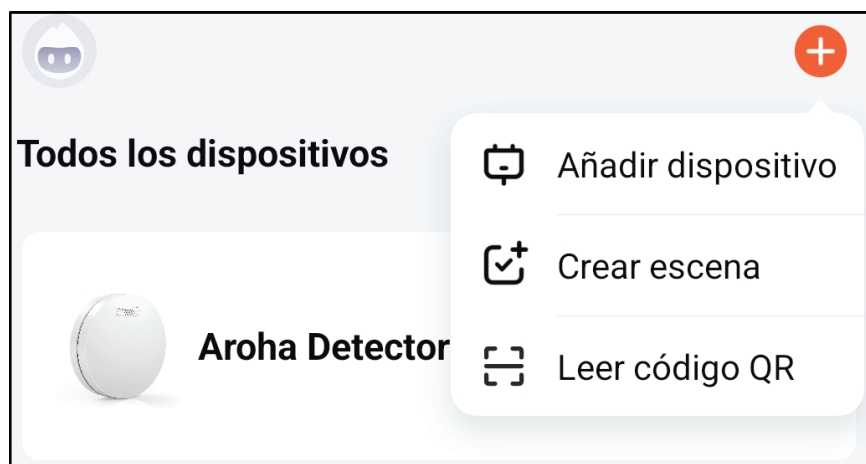 Todos los dispositivos
Añadir dispositivo
Crear escena
Aroha Detector
Leer código QR